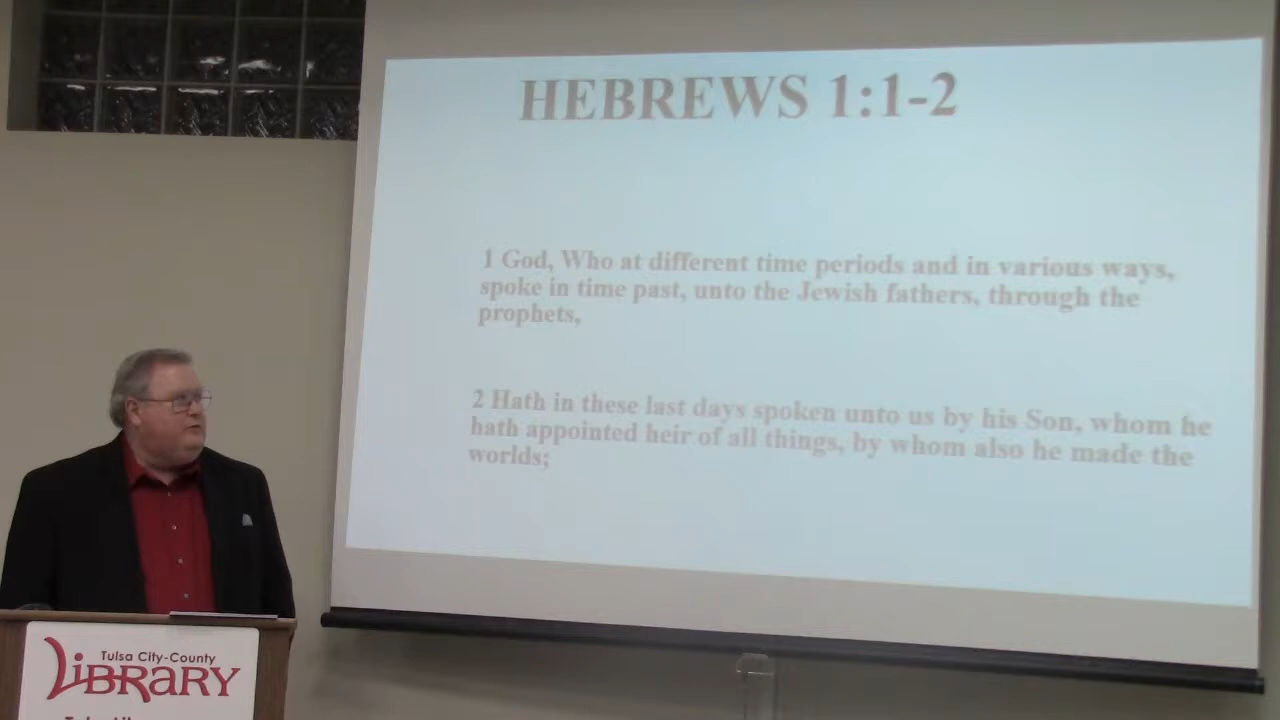 HEBREWS 1:1-2
1 God, Who at different time periods and in various ways,
spoke in time past, unto the Jewish fathers, through the
prophets,
2 Hath in these last days spoken unto us by his Son, whom he
hath appointed heir of all things, by whom also he made the
worlds;
Tulsa City-County
LiBRARY